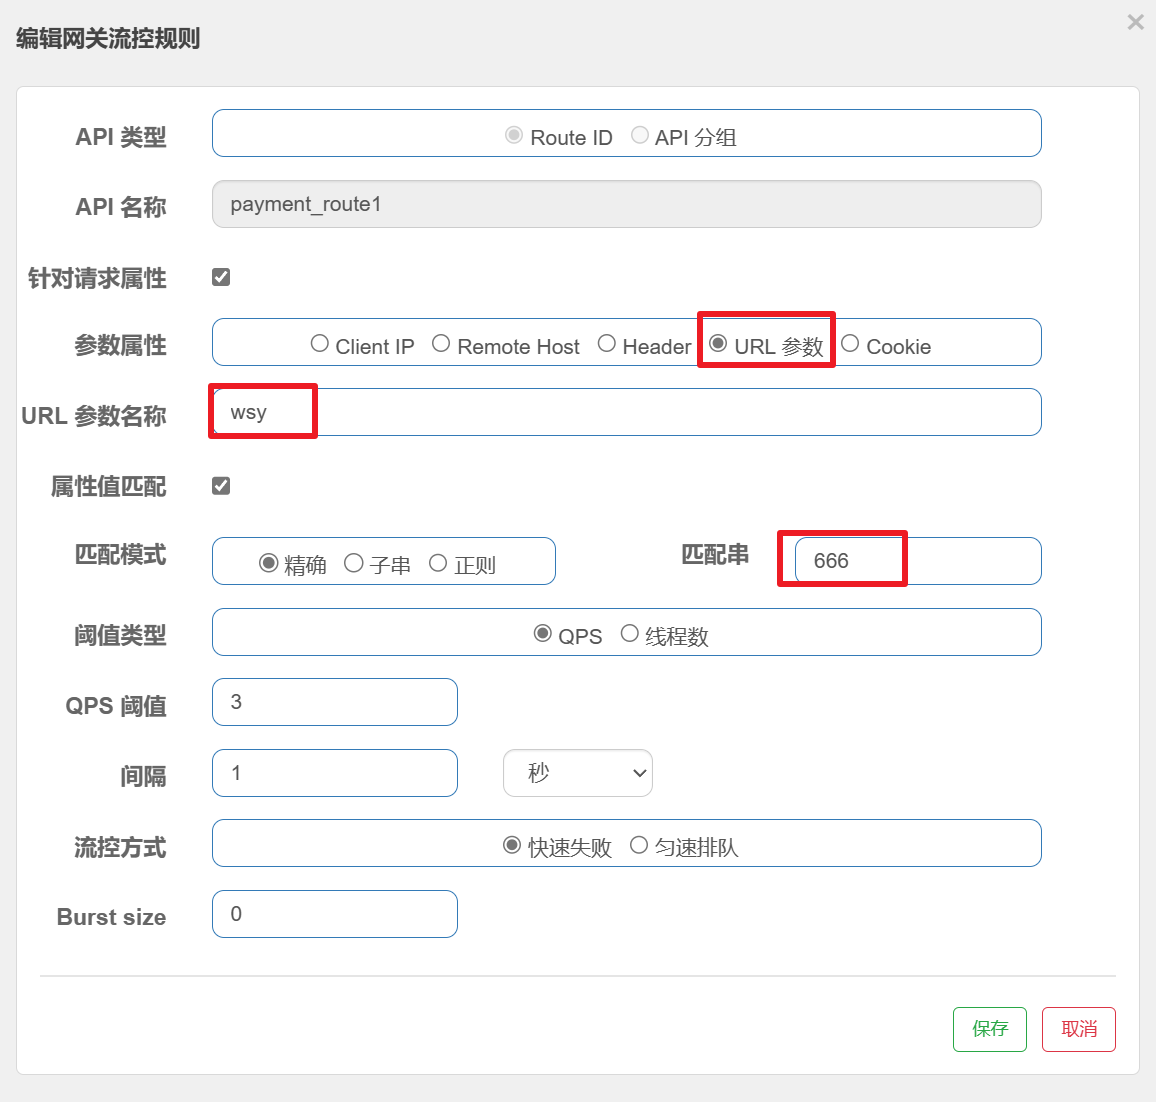 编辑网关流控规则
×
API 类型 Route ID API 分组
API 名称 payment_route1
针对请求属性
参数属性 Client IP Remote Host Header URL 参数 Cookie
URL 参数名称 wsy
属性值匹配
匹配模式 精确 子串 正则 匹配串 666
阈值类型 QPS 线程数
QPS 阈值 3
间隔 1 秒
流控方式 快速失败 匀速排队
Burst size 0
保存 取消